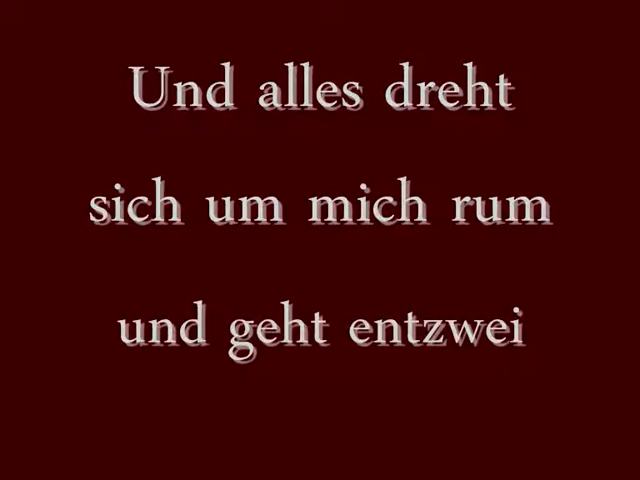 Und alles dreht
sich um mich rum
und geht entzwei